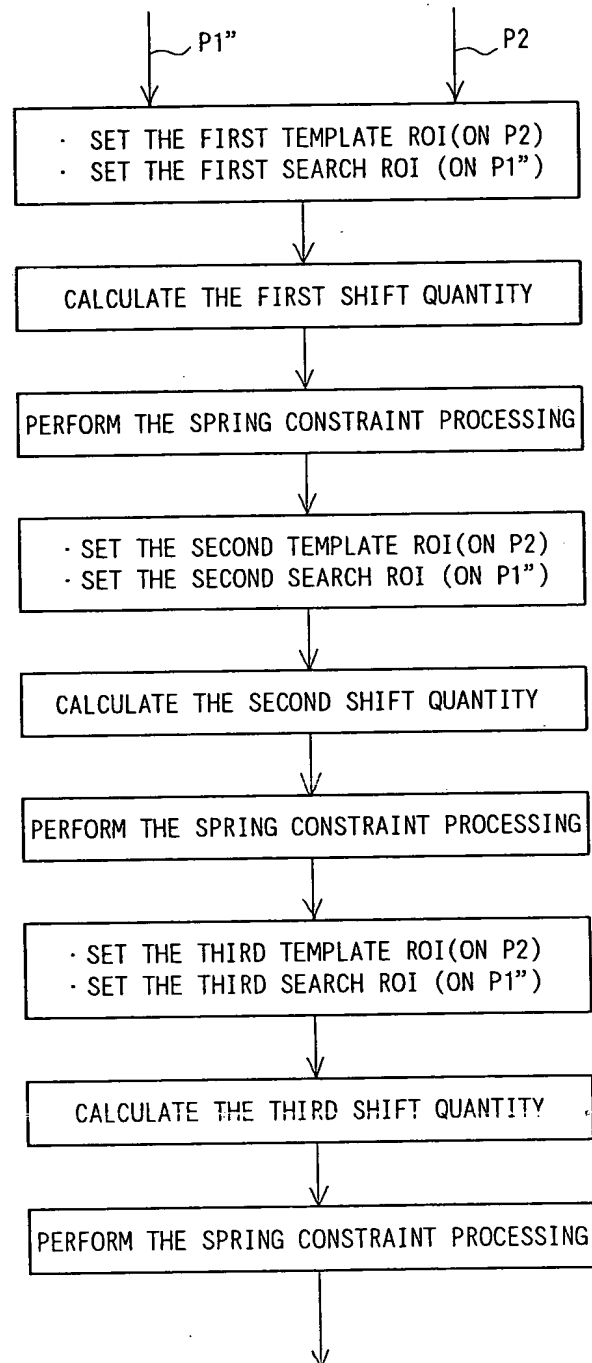 P1” P2
· SET THE FIRST TEMPLATE ROI(ON P2)
· SET THE FIRST SEARCH ROI (ON P1”)
CALCULATE THE FIRST SHIFT QUANTITY
PERFORM THE SPRING CONSTRAINT PROCESSING
· SET THE SECOND TEMPLATE ROI(ON P2)
· SET THE SECOND SEARCH ROI (ON P1”)
CALCULATE THE SECOND SHIFT QUANTITY
PERFORM THE SPRING CONSTRAINT PROCESSING
· SET THE THIRD TEMPLATE ROI(ON P2)
· SET THE THIRD SEARCH ROI (ON P1”)
CALCULATE THE THIRD SHIFT QUANTITY
PERFORM THE SPRING CONSTRAINT PROCESSING